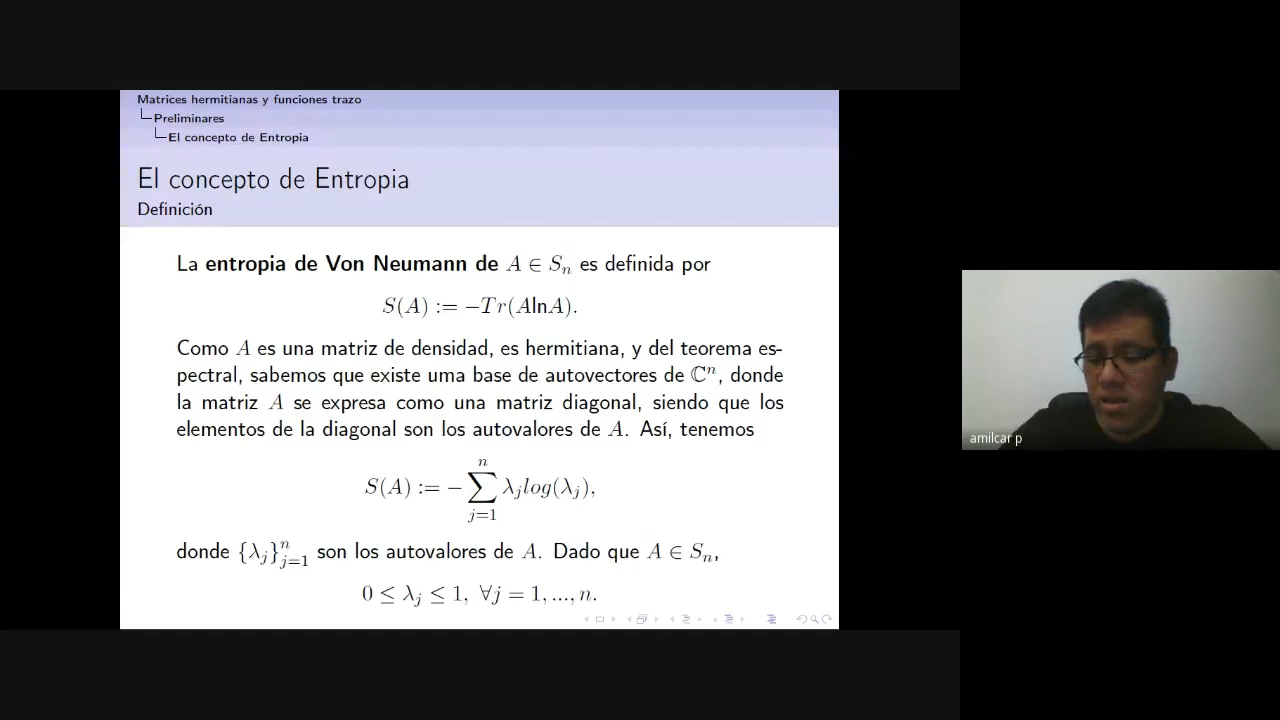 Matrices hermitianas y funciones trazo
Preliminares
El concepto de Entropia
El concepto de Entropia
Definición
La entropia de Von Neumann de A ∈ Sₙ es definida por
S(A) := −Tr(AlnA).
Como A es una matriz de densidad, es hermitiana, y del teorema es-
pectral, sabemos que existe uma base de autovectores de ℂⁿ, donde
la matriz A se expresa como una matriz diagonal, siendo que los
elementos de la diagonal son los autovalores de A. Así, tenemos
S(A) := − ∑_{j=1}^{n} λ_j log(λ_j),
donde {λ_j}_{j=1}^{n} son los autovalores de A. Dado que A ∈ Sₙ,
0 ≤ λ_j ≤ 1, ∀j = 1, ..., n.
amilcar p